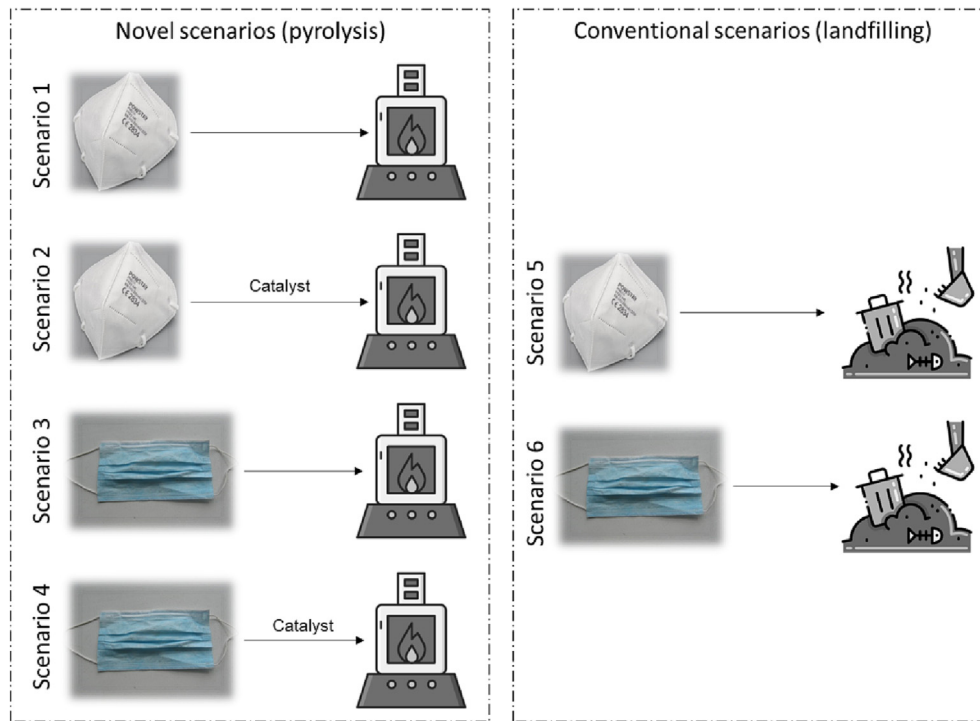 Novel scenarios (pyrolysis)
Scenario 1
Scenario 2
Catalyst
Scenario 3
Scenario 4
Catalyst
Conventional scenarios (landfilling)
Scenario 5
Scenario 6